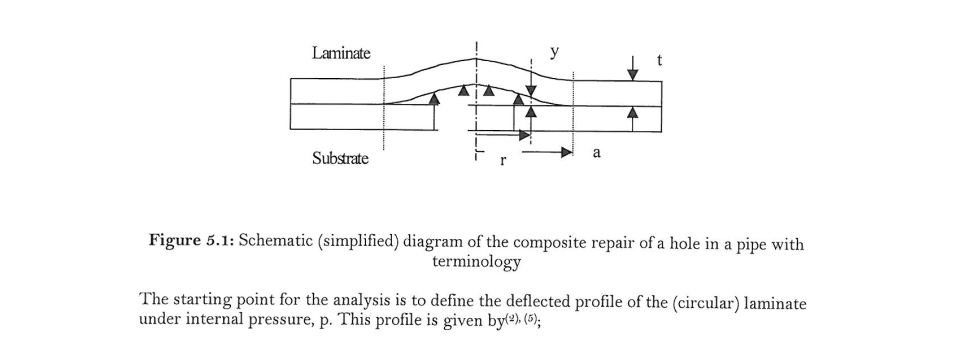 Laminate
y
t
Substrate
r
a
Figure 5.1: Schematic (simplified) diagram of the composite repair of a hole in a pipe with
terminology
The starting point for the analysis is to define the deflected profile of the (circular) laminate
under internal pressure, p. This profile is given by(2), (5);